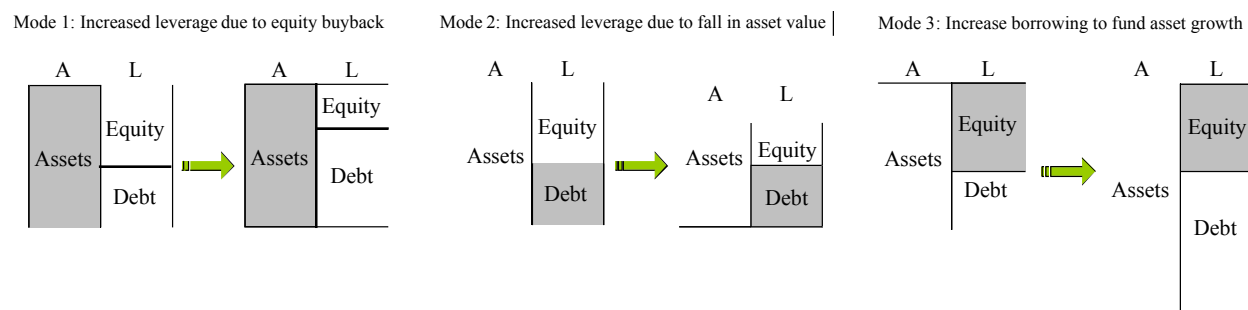 Mode 1: Increased leverage due to equity buyback
A L
Assets
Equity
Debt
A L
Assets
Equity
Debt
Mode 2: Increased leverage due to fall in asset value
A L
Assets
Equity
Debt
A L
Assets
Equity
Debt
Mode 3: Increase borrowing to fund asset growth
A L
Assets
Equity
Debt
A L
Assets
Equity
Debt